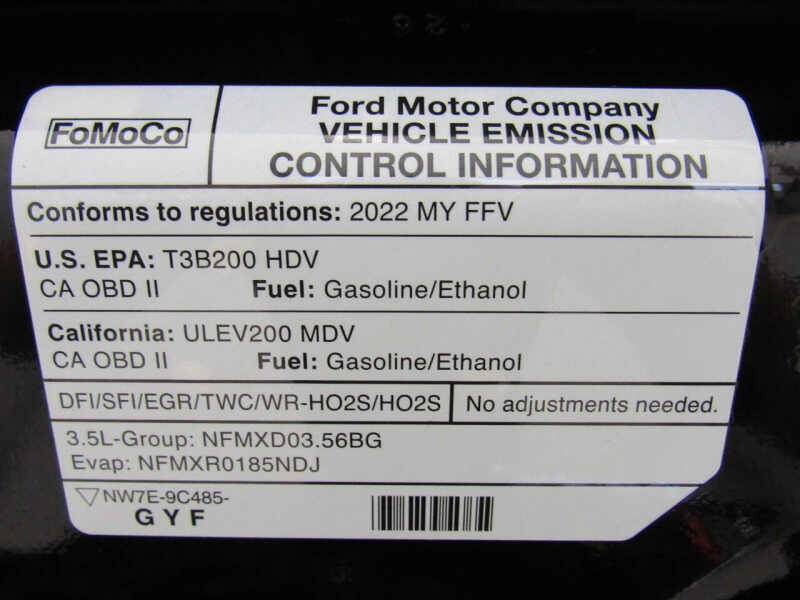 FoMoCo
Ford Motor Company
VEHICLE EMISSION
CONTROL INFORMATION
Conforms to regulations: 2022 MY FFV
U.S. EPA: T3B200 HDV
CA OBD II Fuel: Gasoline/Ethanol
California: ULEV200 MDV
CA OBD II Fuel: Gasoline/Ethanol
DFI/SFI/EGR/TWC/WR-HO2S/HO2S No adjustments needed.
3.5L-Group: NFMXD03.56BG
Evap: NFMXR0185NDJ
NW7E-9C485-
G Y F